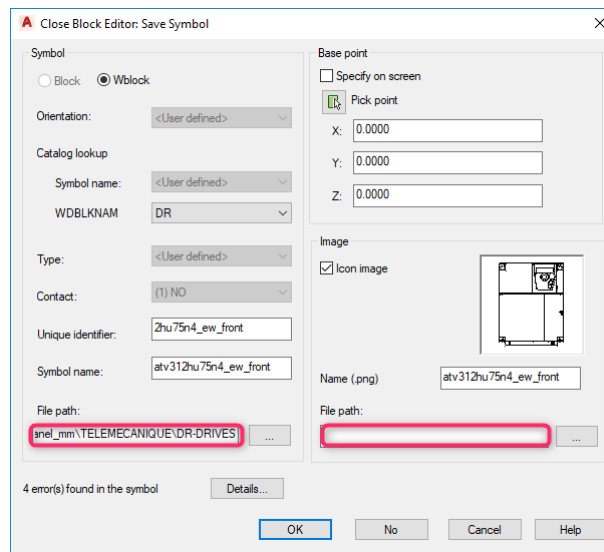 Close Block Editor: Save Symbol
Symbol
Block
Wblock
Orientation:
<User defined>
Catalog lookup
Symbol name:
<User defined>
WDBLKNAM
DR
Type:
<User defined>
Contact:
(1) NO
Unique identifier:
2hu75n4_ew_front
Symbol name:
atv312hu75n4_ew_front
File path:
anel_mm\TELEMECANIQUE\DR-DRIVES
...
4 error(s) found in the symbol
Details...
Base point
Specify on screen
Pick point
X:
0.0000
Y:
0.0000
Z:
0.0000
Image
Icon image
Name (.png)
atv312hu75n4_ew_front
File path:
...
OK
No
Cancel
Help